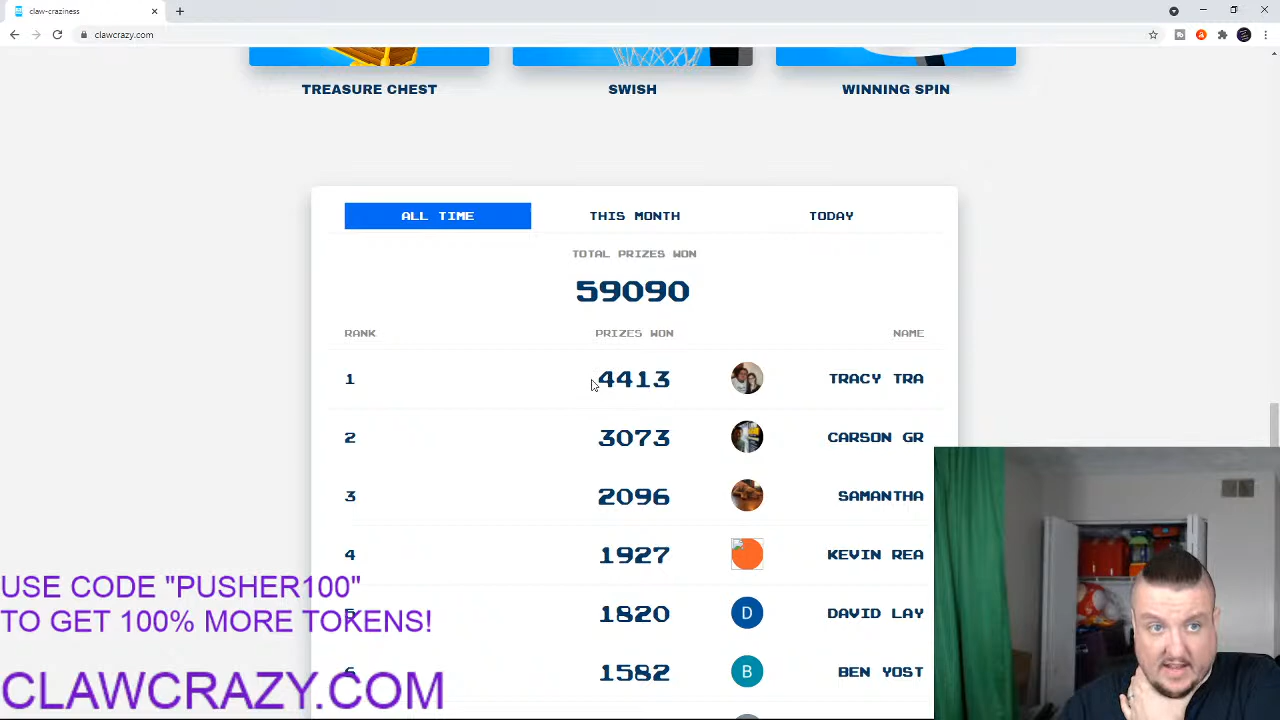 claw-craziness
clawcrazy.com
TREASURE CHEST
SWISH
WINNING SPIN
ALL TIME
THIS MONTH
TODAY
TOTAL PRIZES WON
59090
RANK PRIZES WON NAME
1 4413 TRACY TRA
2 3073 CARSON GR
3 2096 SAMANTHA
4 1927 KEVIN REA
5 1820 D DAVID LAY
6 1582 B BEN YOST
USE CODE "PUSHER100"
TO GET 100% MORE TOKENS!
CLAWCRAZY.COM